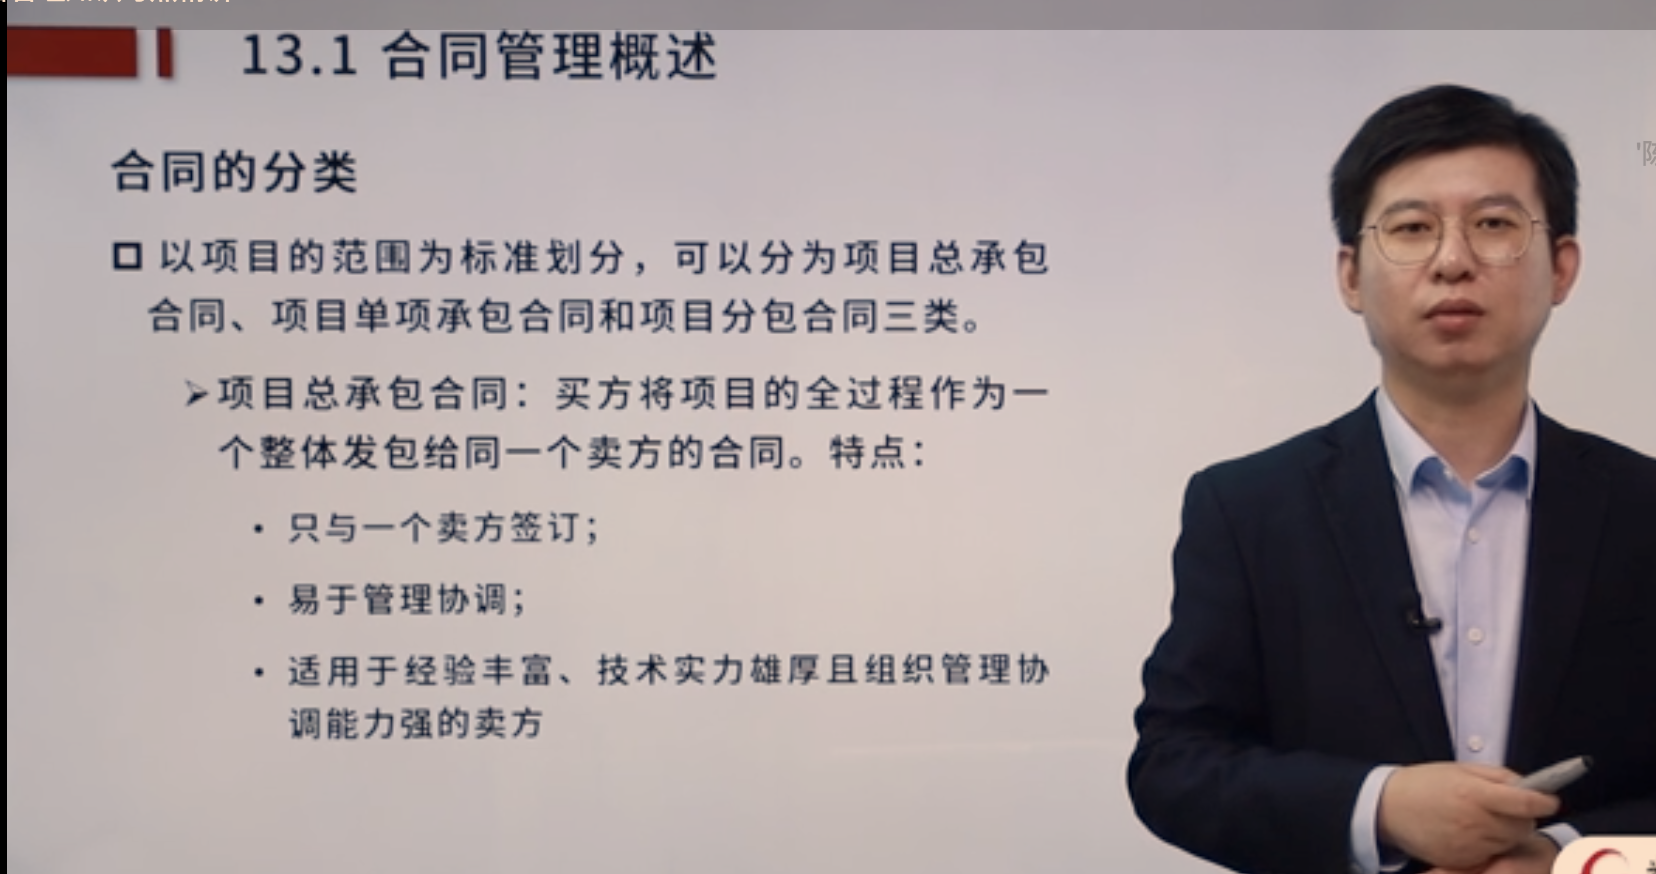 13.1 合同管理概述
合同的分类
以项目的范围为标准划分，可以分为项目总承包
合同、项目单项承包合同和项目分包合同三类。
项目总承包合同：买方将项目的全过程作为一
个整体发包给同一个卖方的合同。特点：
• 只与一个卖方签订；
• 易于管理协调；
• 适用于经验丰富、技术实力雄厚且组织管理协
调能力强的卖方